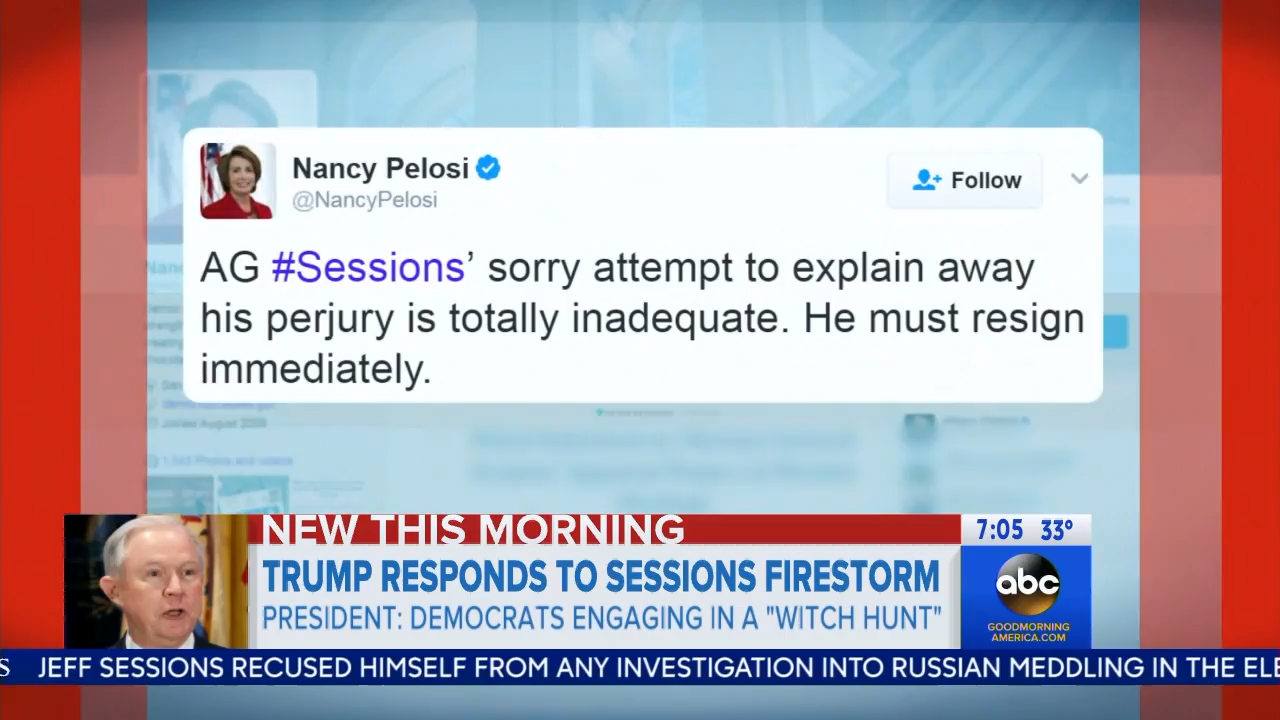 Nancy Pelosi
@NancyPelosi
Follow
AG #Sessions’ sorry attempt to explain away
his perjury is totally inadequate. He must resign
immediately.
NEW THIS MORNING
7:05 33°
TRUMP RESPONDS TO SESSIONS FIRESTORM
PRESIDENT: DEMOCRATS ENGAGING IN A "WITCH HUNT"
abc
GOODMORNING
AMERICA.COM
S JEFF SESSIONS RECUSED HIMSELF FROM ANY INVESTIGATION INTO RUSSIAN MEDDLING IN THE ELE